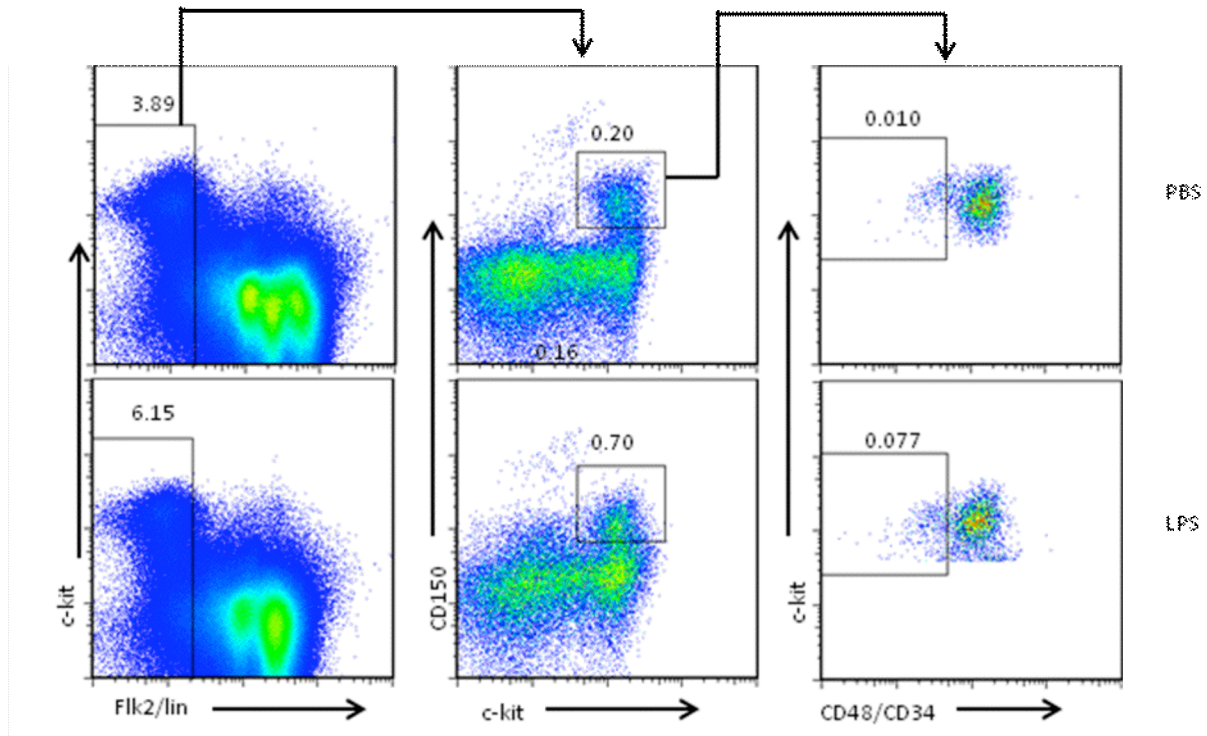 3.89
0.20
0.010
PBS
0.16
6.15
0.70
0.077
LPS
c-kit
CD150
c-kit
Flk2/lin
c-kit
CD48/CD34